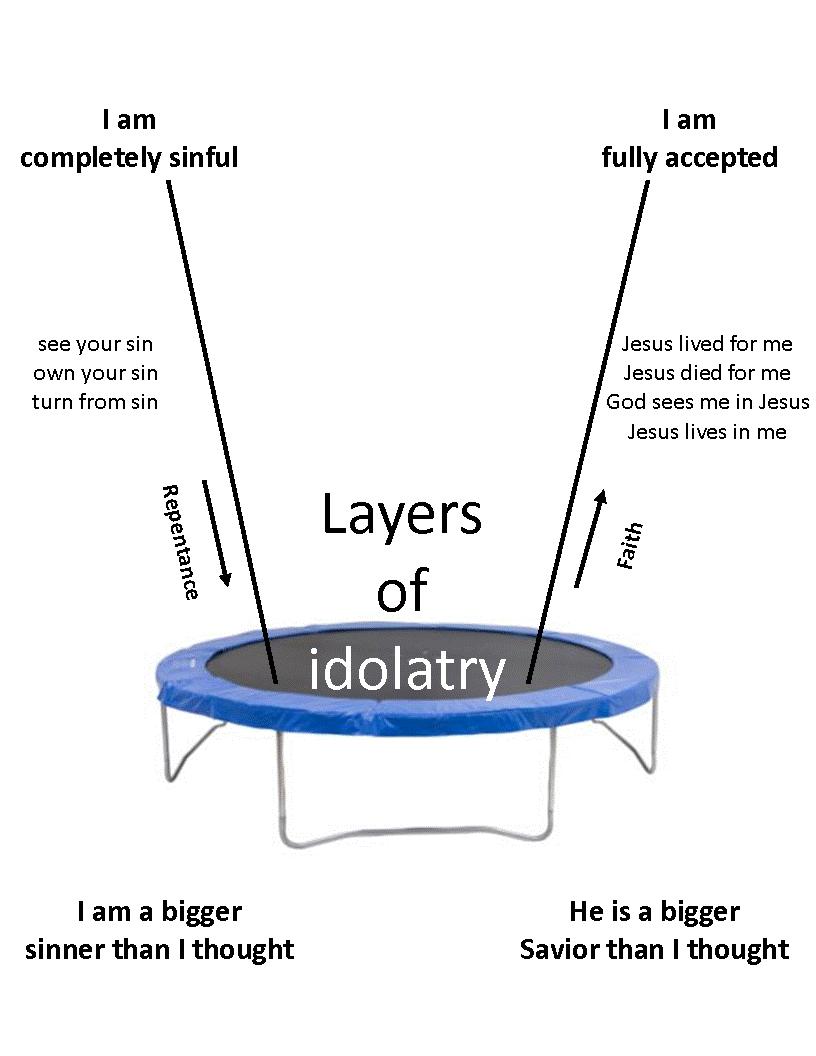 I am
completely sinful
I am
fully accepted
see your sin
own your sin
turn from sin
Jesus lived for me
Jesus died for me
God sees me in Jesus
Jesus lives in me
Repentance
Layers
of
idolatry
Faith
I am a bigger
sinner than I thought
He is a bigger
Savior than I thought